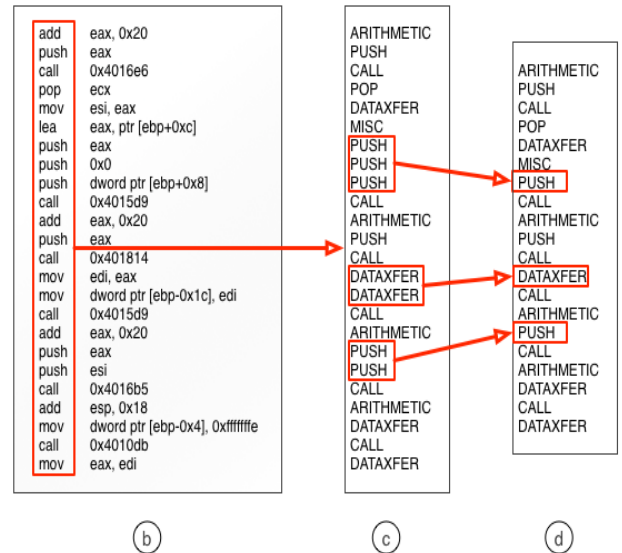 add eax, 0x20
push eax
call 0x4016e6
pop ecx
mov esi, eax
lea eax, ptr [ebp+0xc]
push eax
push 0x0
push dword ptr [ebp+0x8]
call 0x4015d9
add eax, 0x20
push eax
call 0x401814
mov edi, eax
mov dword ptr [ebp-0x1c], edi
call 0x4015d9
add eax, 0x20
push eax
push esi
call 0x4016b5
add esp, 0x18
mov dword ptr [ebp-0x4], 0xfffffffe
call 0x4010db
mov eax, edi
b
ARITHMETIC
PUSH
CALL
POP
DATAXFER
MISC
PUSH
PUSH
PUSH
CALL
ARITHMETIC
PUSH
CALL
DATAXFER
DATAXFER
CALL
ARITHMETIC
PUSH
PUSH
CALL
ARITHMETIC
DATAXFER
CALL
DATAXFER
c
ARITHMETIC
PUSH
CALL
POP
DATAXFER
MISC
PUSH
CALL
ARITHMETIC
PUSH
CALL
DATAXFER
CALL
ARITHMETIC
PUSH
CALL
ARITHMETIC
DATAXFER
CALL
DATAXFER
d